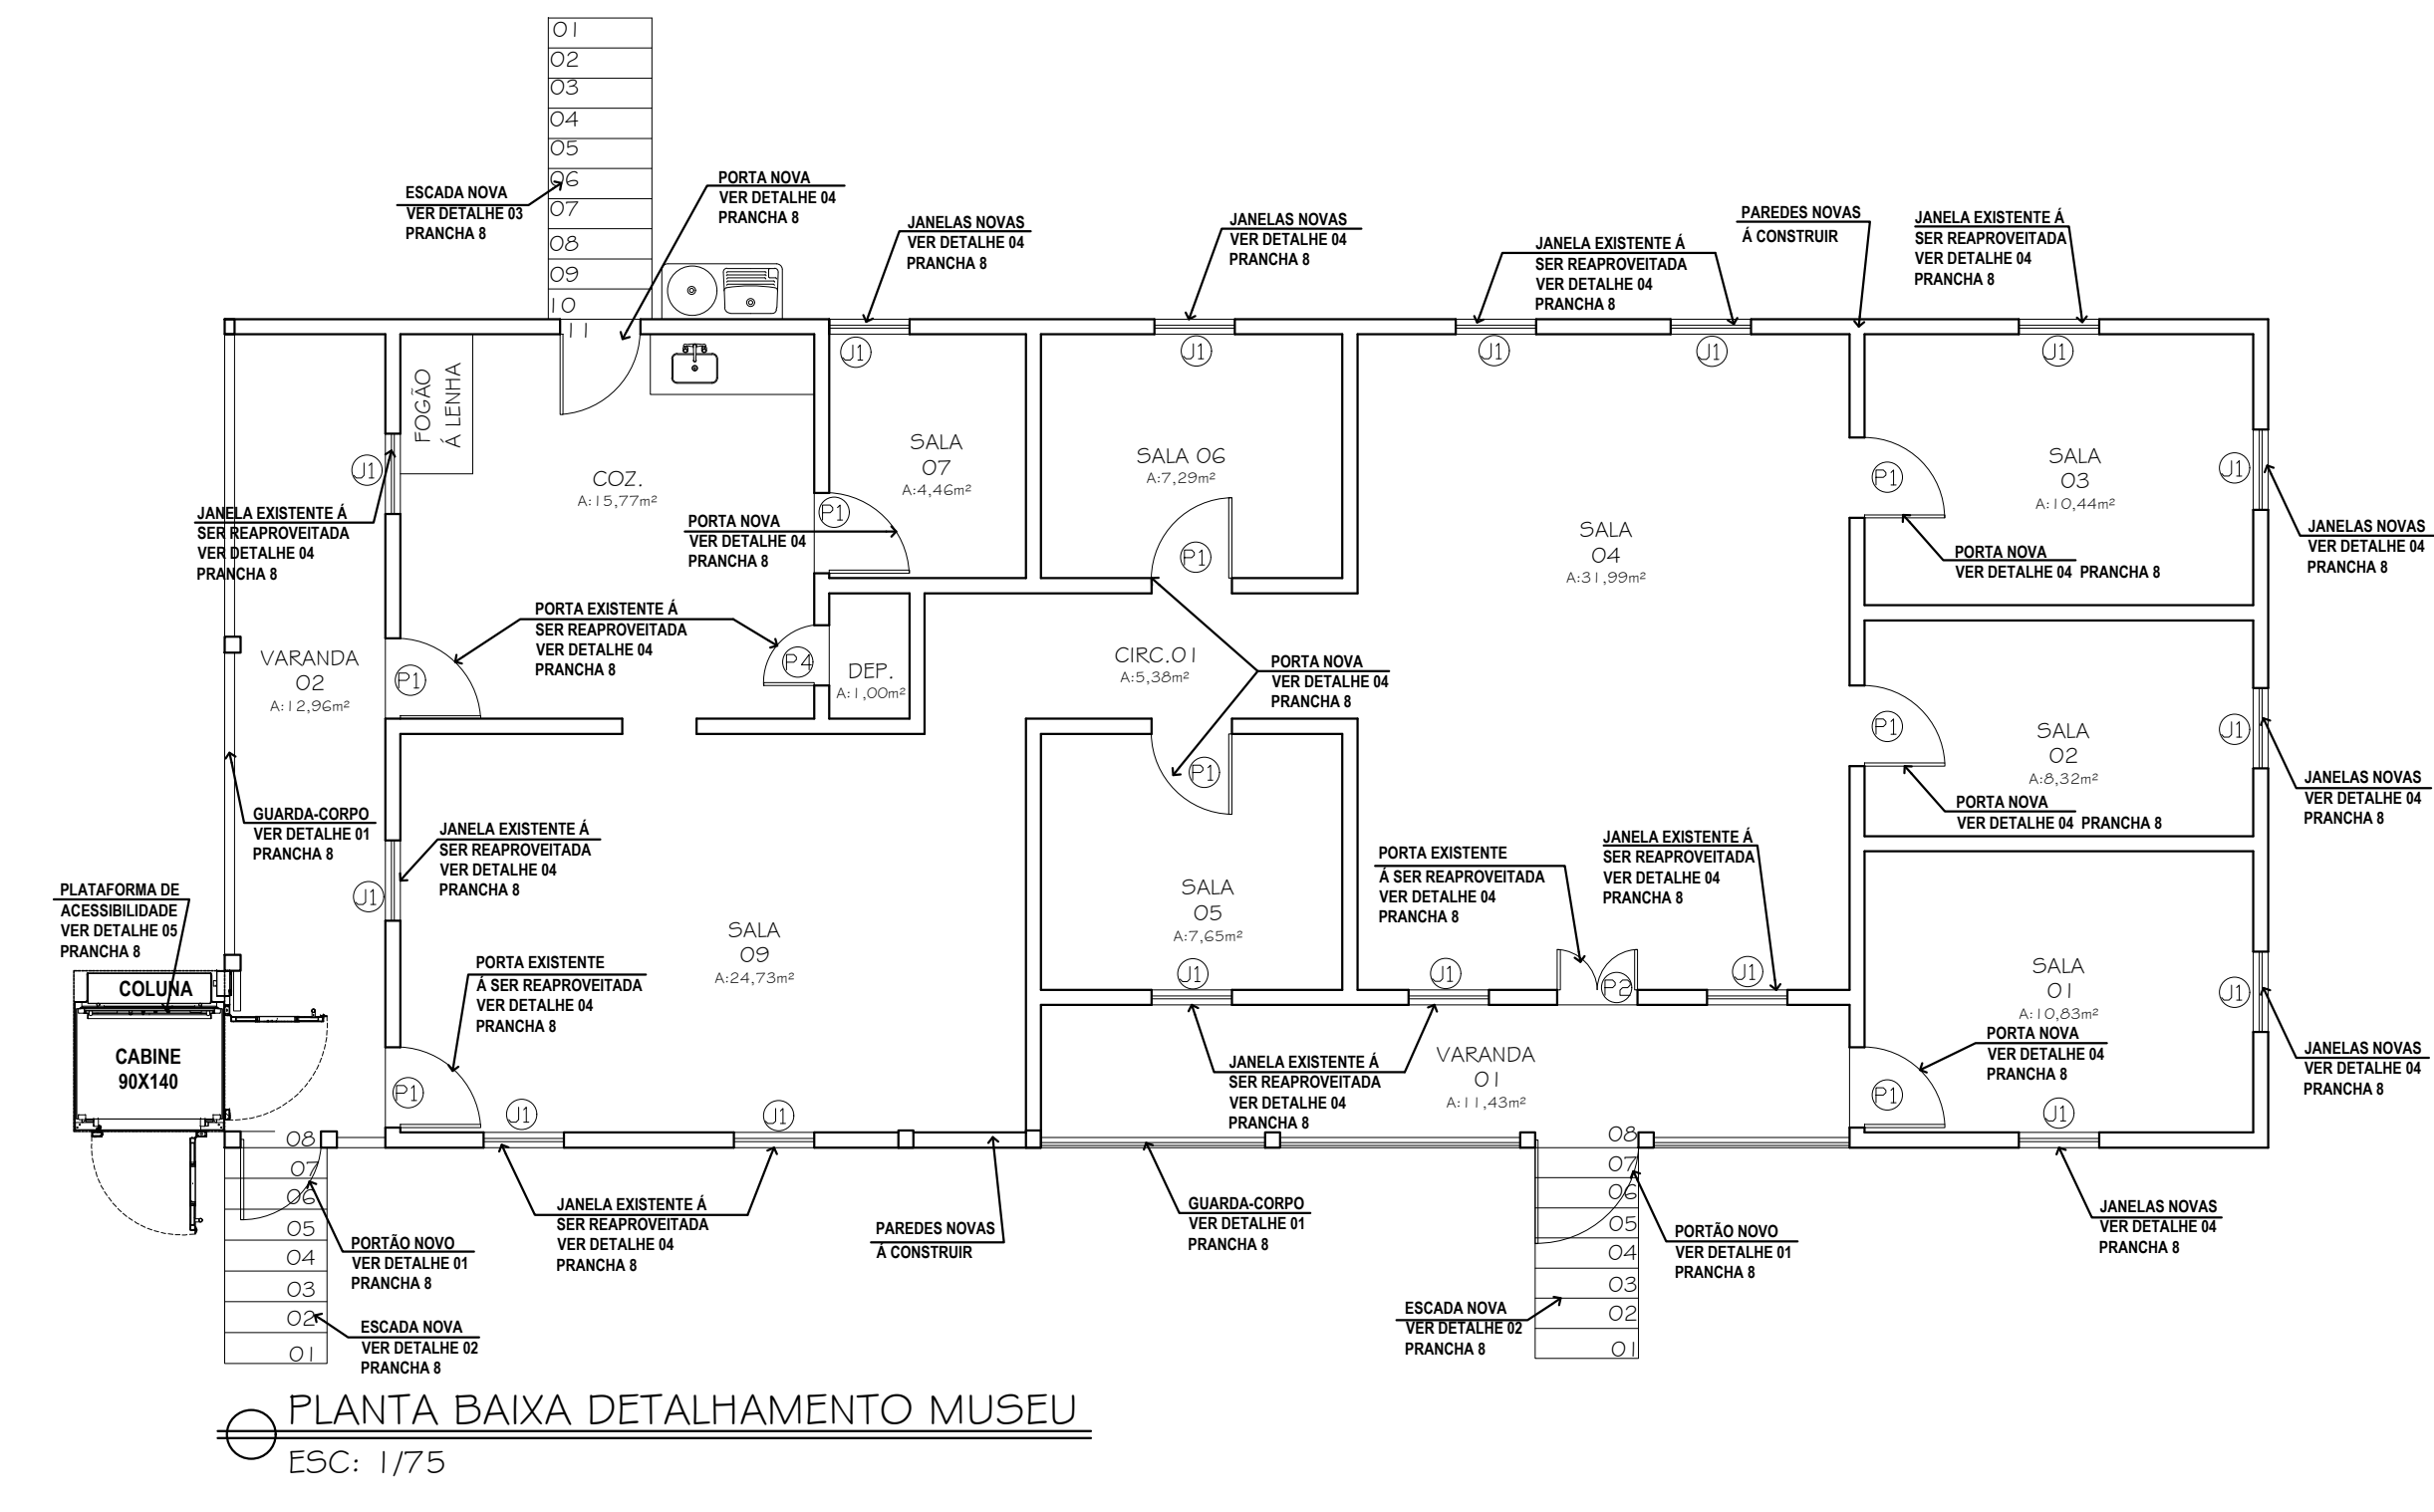 01
02
03
04
05
06
07
08
09
10
11
ESCADA NOVA
VER DETALHE 03
PRANCHA 8
PORTA NOVA
VER DETALHE 04
PRANCHA 8
JANELAS NOVAS
VER DETALHE 04
PRANCHA 8
JANELAS NOVAS
VER DETALHE 04
PRANCHA 8
JANELA EXISTENTE Á
SER REAPROVEITADA
VER DETALHE 04
PRANCHA 8
PAREDES NOVAS
Á CONSTRUIR
JANELA EXISTENTE Á
SER REAPROVEITADA
VER DETALHE 04
PRANCHA 8
J1
J1
J1
J1
J1
FOGÃO
Á LENHA
J1
COZ.
A:15,77m²
SALA
07
A:4,46m²
SALA 06
A:7,29m²
SALA
04
A:31,99m²
SALA
03
A:10,44m²
P1
J1
P1
P1
JANELA EXISTENTE Á
SER REAPROVEITADA
VER DETALHE 04
PRANCHA 8
PORTA NOVA
VER DETALHE 04
PRANCHA 8
PORTA NOVA
VER DETALHE 04 PRANCHA 8
JANELAS NOVAS
VER DETALHE 04
PRANCHA 8
PORTA EXISTENTE Á
SER REAPROVEITADA
VER DETALHE 04
PRANCHA 8
VARANDA
02
A:12,96m²
P1
P4
DEP.
A:1,00m²
CIRC.01
A:5,38m²
PORTA NOVA
VER DETALHE 04
PRANCHA 8
P1
SALA
02
A:8,32m²
J1
P1
PORTA NOVA
VER DETALHE 04 PRANCHA 8
JANELAS NOVAS
VER DETALHE 04
PRANCHA 8
GUARDA-CORPO
VER DETALHE 01
PRANCHA 8
JANELA EXISTENTE Á
SER REAPROVEITADA
VER DETALHE 04
PRANCHA 8
J1
PLATAFORMA DE
ACESSIBILIDADE
VER DETALHE 05
PRANCHA 8
COLUNA
CABINE
90X140
SALA
09
A:24,73m²
PORTA EXISTENTE
Á SER REAPROVEITADA
VER DETALHE 04
PRANCHA 8
P1
J1
J1
SALA
05
A:7,65m²
J1
PORTA EXISTENTE
Á SER REAPROVEITADA
VER DETALHE 04
PRANCHA 8
JANELA EXISTENTE Á
SER REAPROVEITADA
VER DETALHE 04
PRANCHA 8
J1
P2
J1
SALA
01
A:10,83m²
J1
PORTA NOVA
VER DETALHE 04
PRANCHA 8
P1
J1
JANELAS NOVAS
VER DETALHE 04
PRANCHA 8
JANELA EXISTENTE Á
SER REAPROVEITADA
VER DETALHE 04
PRANCHA 8
VARANDA
01
A:11,43m²
08
07
06
05
04
03
02
01
PORTÃO NOVO
VER DETALHE 01
PRANCHA 8
ESCADA NOVA
VER DETALHE 02
PRANCHA 8
JANELA EXISTENTE Á
SER REAPROVEITADA
VER DETALHE 04
PRANCHA 8
PAREDES NOVAS
Á CONSTRUIR
GUARDA-CORPO
VER DETALHE 01
PRANCHA 8
08
07
06
05
04
03
02
01
ESCADA NOVA
VER DETALHE 02
PRANCHA 8
PORTÃO NOVO
VER DETALHE 01
PRANCHA 8
JANELAS NOVAS
VER DETALHE 04
PRANCHA 8
PLANTA BAIXA DETALHAMENTO MUSEU
ESC: 1/75